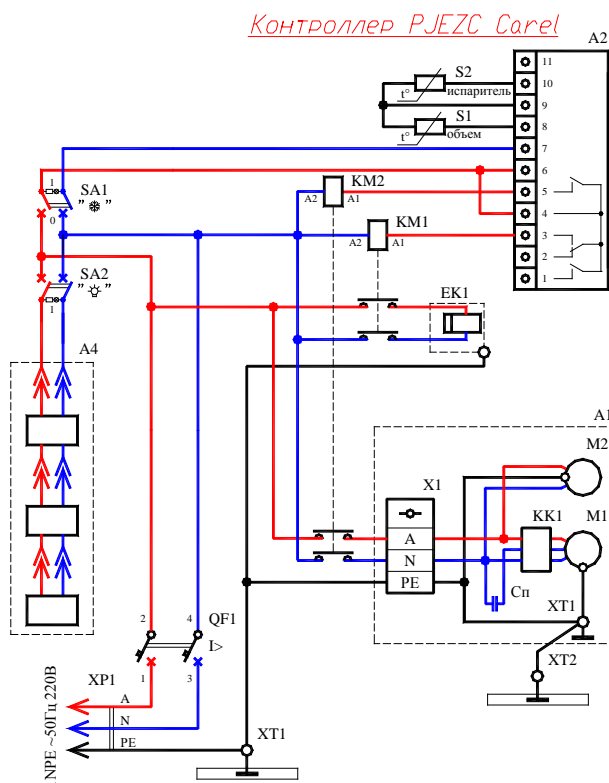 Контроллер PJEZC Carel
A2
11
S2
10
t°
испаритель
9
S1
8
t°
объем
7
6
1
SA1
KM2
A2
A1
5
"❄"
0
KM1
4
A2
A1
3
2
SA2
1
"💡"
1
EK1
A4
A1
M2
X1
KK1
M1
A
N
PE
Сп
XT1
2
4
QF1
I>
XT2
1
3
XP1
A
N
PE
XT1
NPE ~50Гц 220В